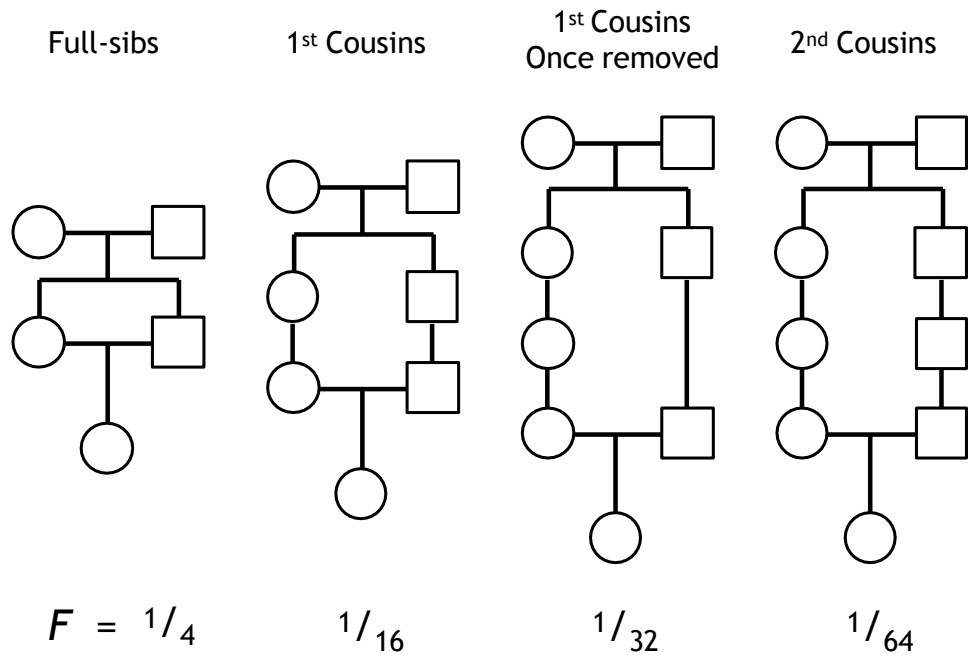 Full-sibs
1st Cousins
1st Cousins
Once removed
2nd Cousins
F = 1/4
1/16
1/32
1/64